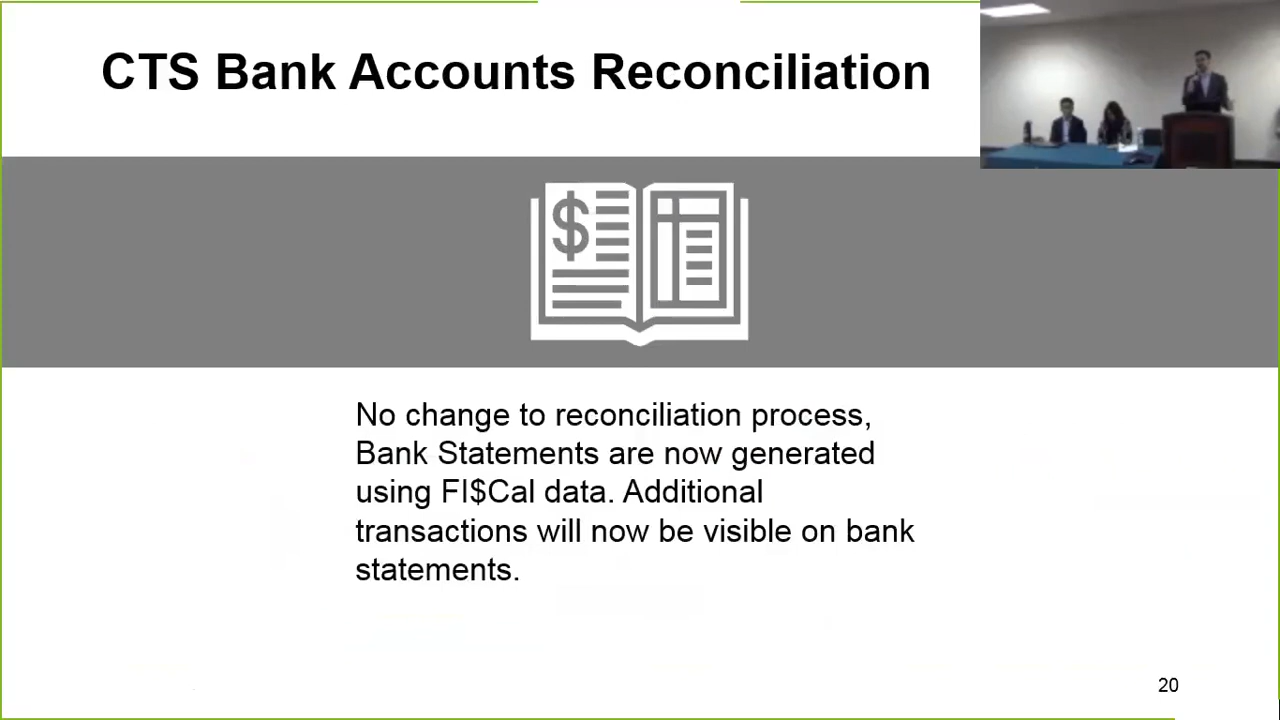 CTS Bank Accounts Reconciliation
$
No change to reconciliation process,
Bank Statements are now generated
using FI$Cal data. Additional
transactions will now be visible on bank
statements.
20